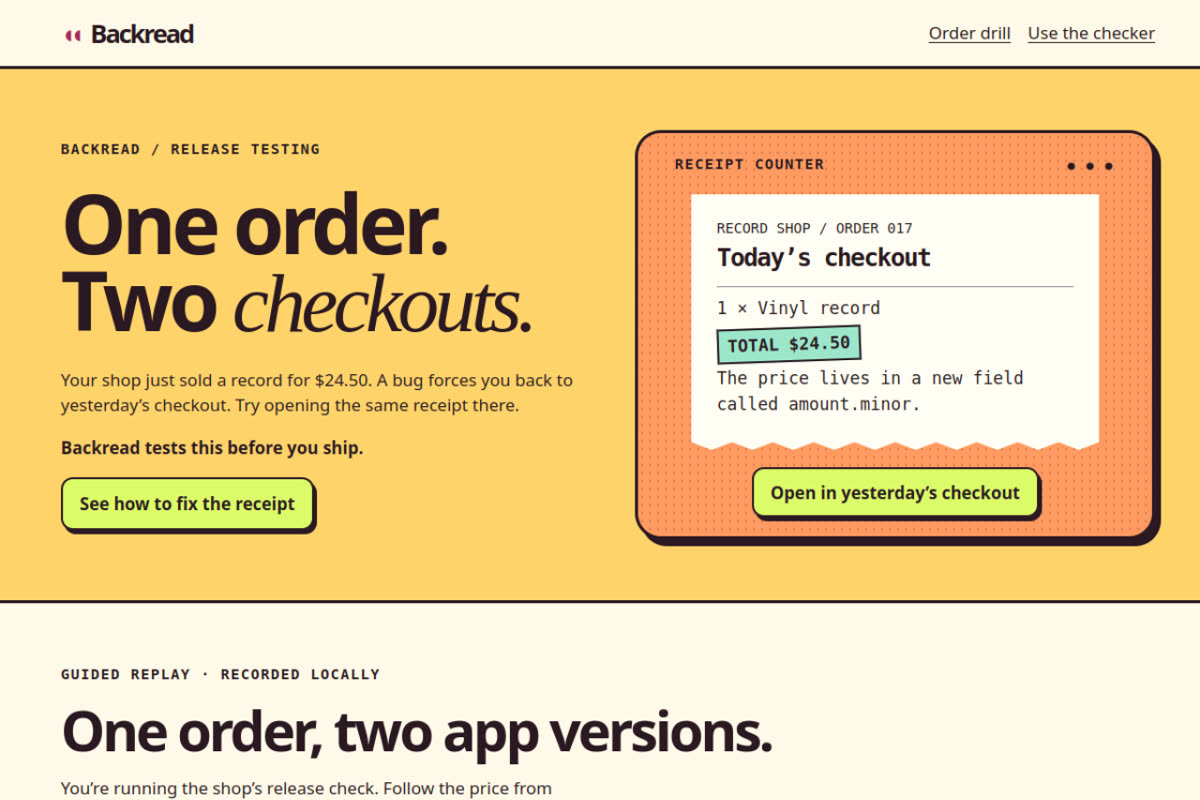 Backread
Order drill
Use the checker
BACKREAD / RELEASE TESTING
One order.
Two checkouts.
Your shop just sold a record for $24.50. A bug forces you back to
yesterday’s checkout. Try opening the same receipt there.
Backread tests this before you ship.
See how to fix the receipt
RECEIPT COUNTER
RECORD SHOP / ORDER 017
Today’s checkout
1 × Vinyl record
TOTAL $24.50
The price lives in a new field
called amount.minor.
Open in yesterday’s checkout
GUIDED REPLAY · RECORDED LOCALLY
One order, two app versions.
You’re running the shop’s release check. Follow the price from